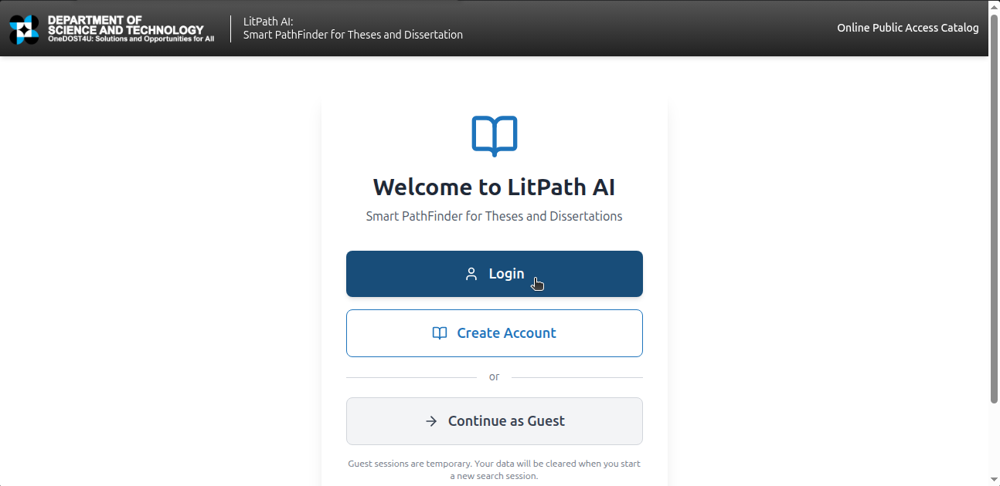 DEPARTMENT OF
SCIENCE AND TECHNOLOGY
OneDOST4U: Solutions and Opportunities for All
LitPath AI:
Smart PathFinder for Theses and Dissertation
Online Public Access Catalog
Welcome to LitPath AI
Smart PathFinder for Theses and Dissertations
Login
Create Account
or
Continue as Guest
Guest sessions are temporary. Your data will be cleared when you start
a new search session.